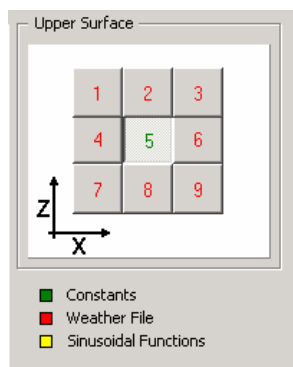 Upper Surface
1 2 3
4 5 6
7 8 9
Z
X
Constants
Weather File
Sinusoidal Functions